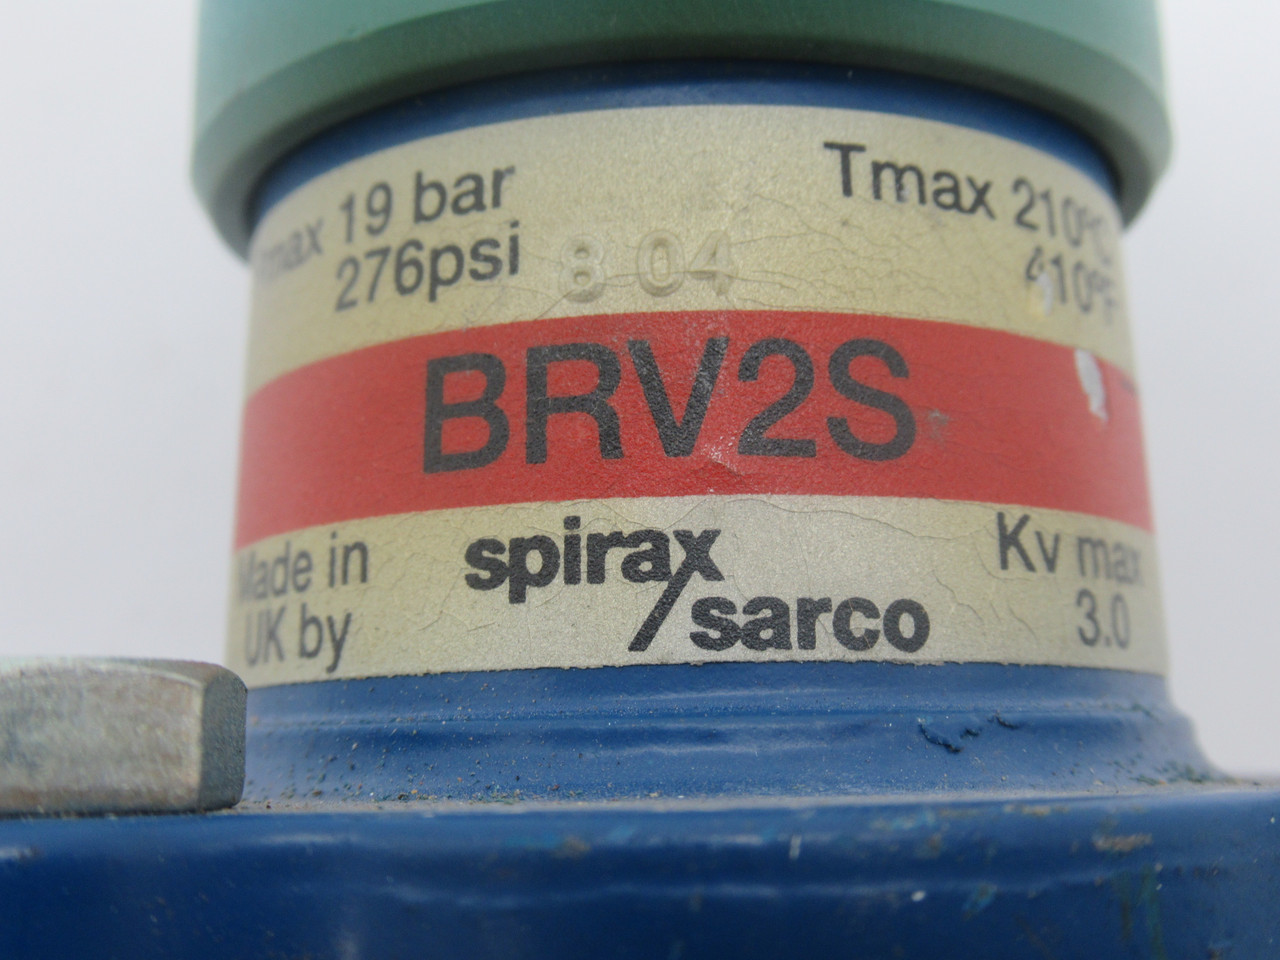 Pmax 19 bar
276psi
Tmax 210°C
410°F
8 04
BRV2S
Made in
UK by
spirax
/sarco
Kv max
3.0